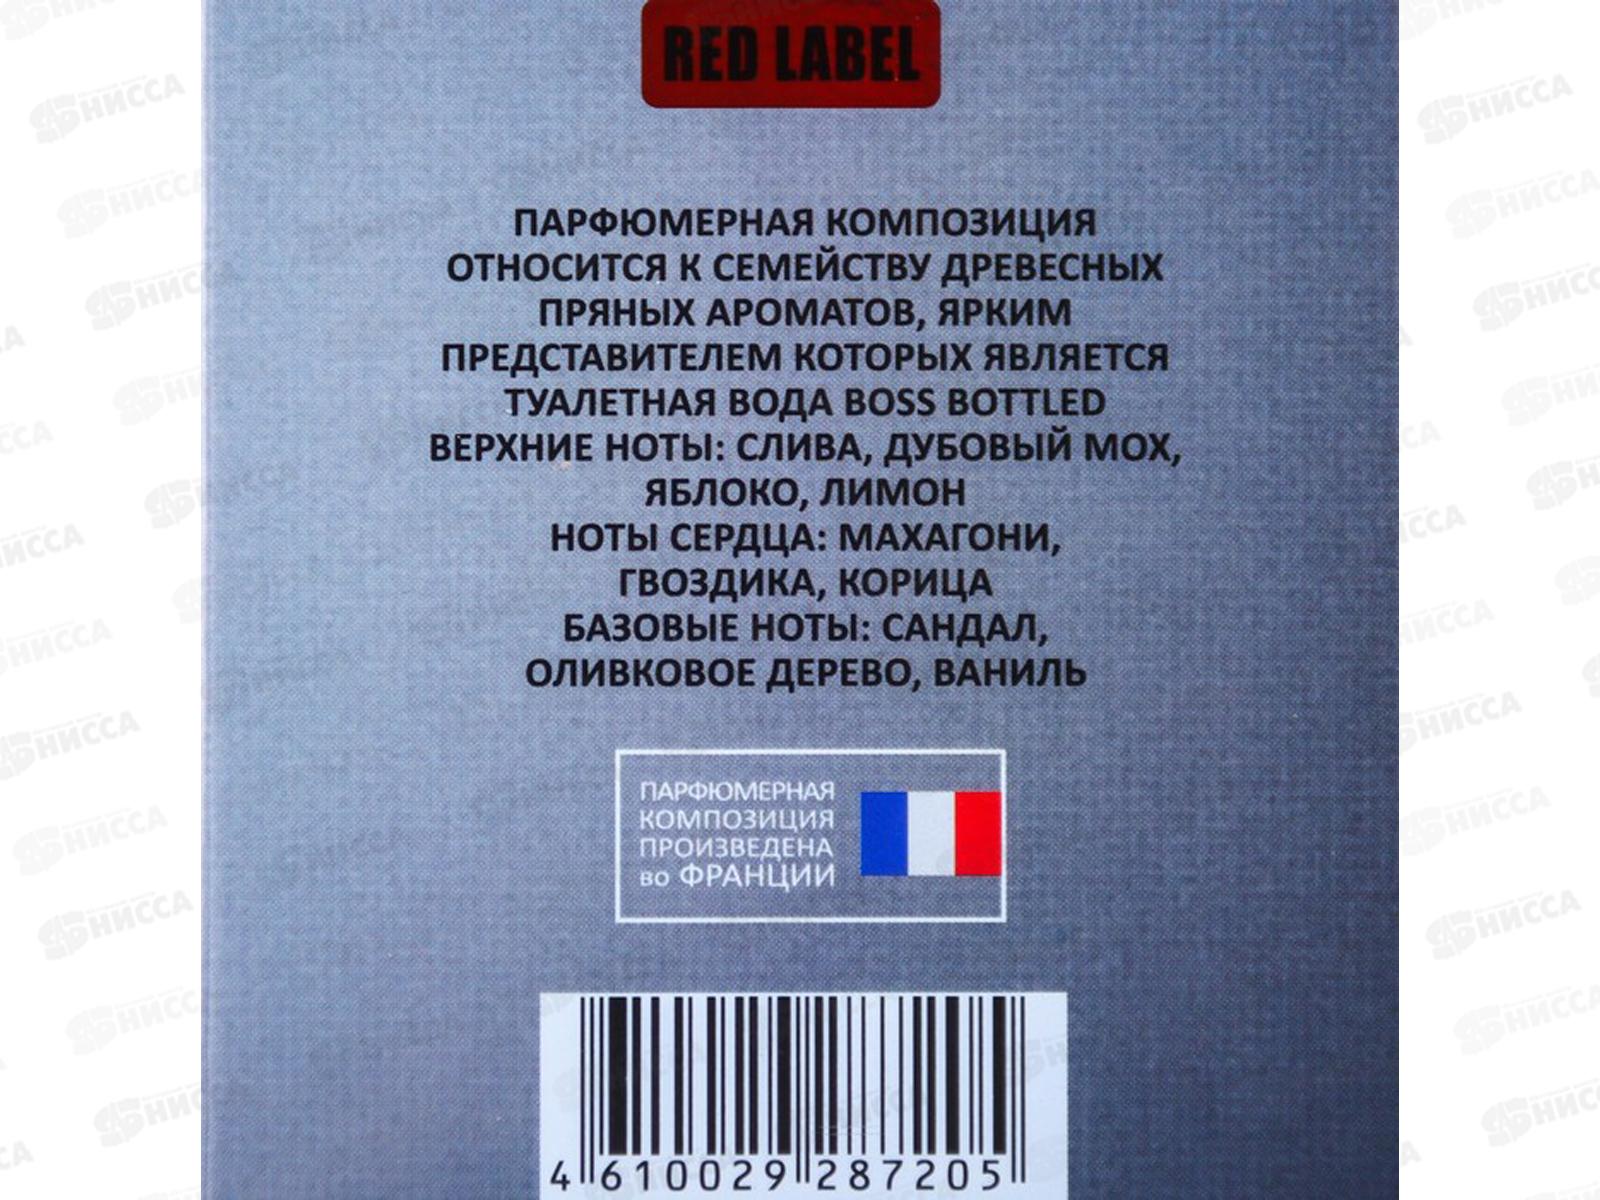 RED LABEL
ПАРФЮМЕРНАЯ КОМПОЗИЦИЯ
ОТНОСИТСЯ К СЕМЕЙСТВУ ДРЕВЕСНЫХ
ПРЯНЫХ АРОМАТОВ, ЯРКИМ
ПРЕДСТАВИТЕЛЕМ КОТОРЫХ ЯВЛЯЕТСЯ
ТУАЛЕТНАЯ ВОДА BOSS BOTTLED
ВЕРХНИЕ НОТЫ: СЛИВА, ДУБОВЫЙ МОХ,
ЯБЛОКО, ЛИМОН
НОТЫ СЕРДЦА: МАХАГОНИ,
ГВОЗДИКА, КОРИЦА
БАЗОВЫЕ НОТЫ: САНДАЛ,
ОЛИВКОВОЕ ДЕРЕВО, ВАНИЛЬ
ПАРФЮМЕРНАЯ
КОМПОЗИЦИЯ
ПРОИЗВЕДЕНА
во ФРАНЦИИ
4 610029 287205